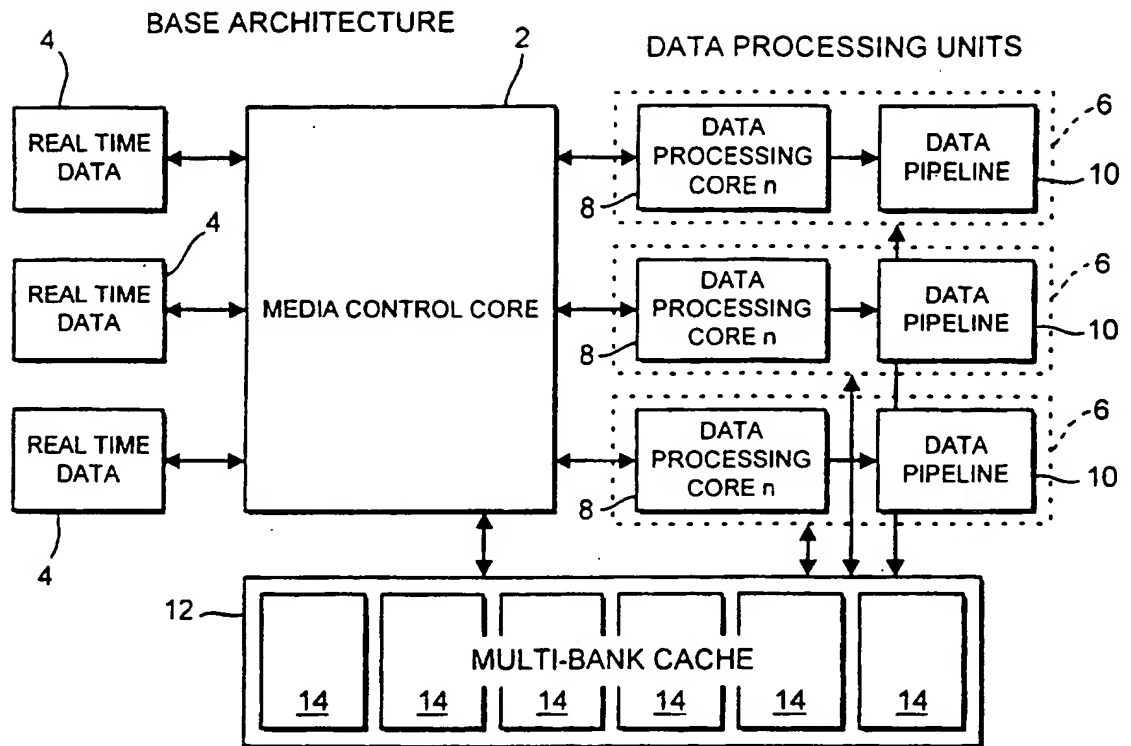 BASE ARCHITECTURE
DATA PROCESSING UNITS
4
2
REAL TIME
DATA
DATA
PROCESSING
CORE n
DATA
PIPELINE
6
8
10
4
REAL TIME
DATA
MEDIA CONTROL CORE
DATA
PROCESSING
CORE n
DATA
PIPELINE
6
8
10
REAL TIME
DATA
DATA
PROCESSING
CORE n
DATA
PIPELINE
6
8
10
4
12
MULTI-BANK CACHE
14 14 14 14 14 14